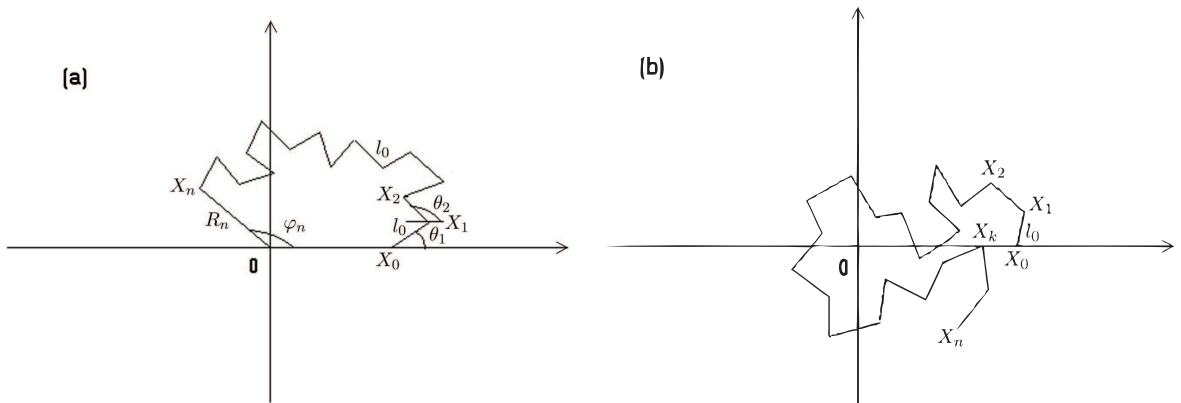 (a)
X_n
R_n
φ_n
0
l_0
X_2
θ_2
l_0
X_1
θ_1
X_0
(b)
X_2
X_1
l_0
X_k
X_0
0
X_n